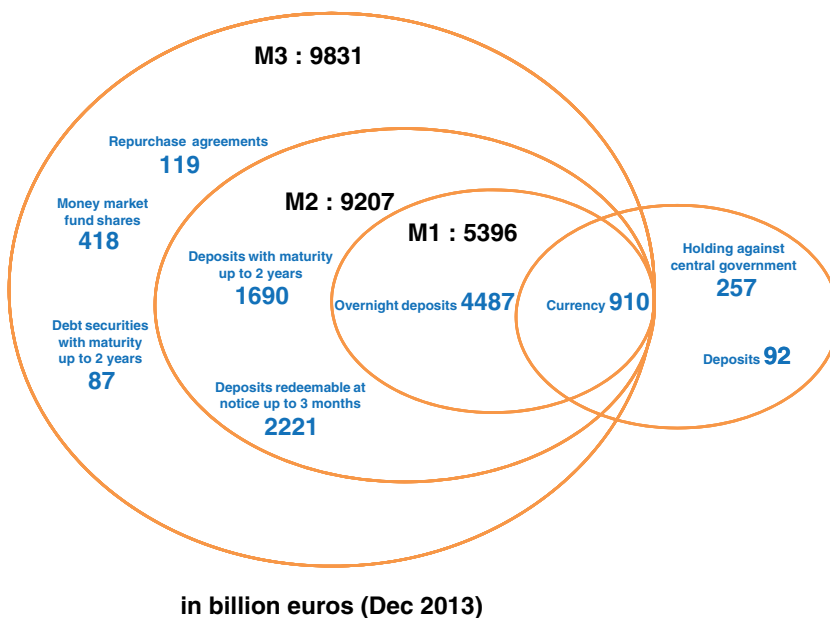 M3 : 9831
Repurchase agreements
119
Money market
fund shares
418
Debt securities
with maturity
up to 2 years
87
M2 : 9207
Deposits with maturity
up to 2 years
1690
Deposits redeemable at
notice up to 3 months
2221
M1 : 5396
Overnight deposits 4487
Currency 910
Holding against
central government
257
Deposits 92
in billion euros (Dec 2013)